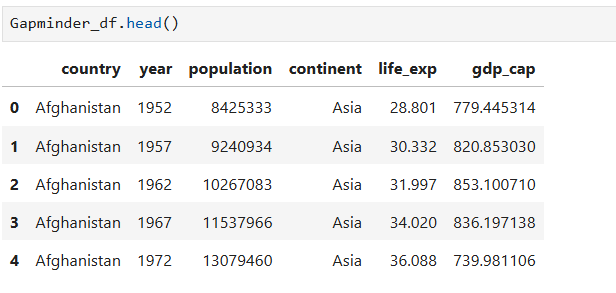 Gapminder_df.head()
country year population continent life_exp gdp_cap
0 Afghanistan 1952 8425333 Asia 28.801 779.445314
1 Afghanistan 1957 9240934 Asia 30.332 820.853030
2 Afghanistan 1962 10267083 Asia 31.997 853.100710
3 Afghanistan 1967 11537966 Asia 34.020 836.197138
4 Afghanistan 1972 13079460 Asia 36.088 739.981106